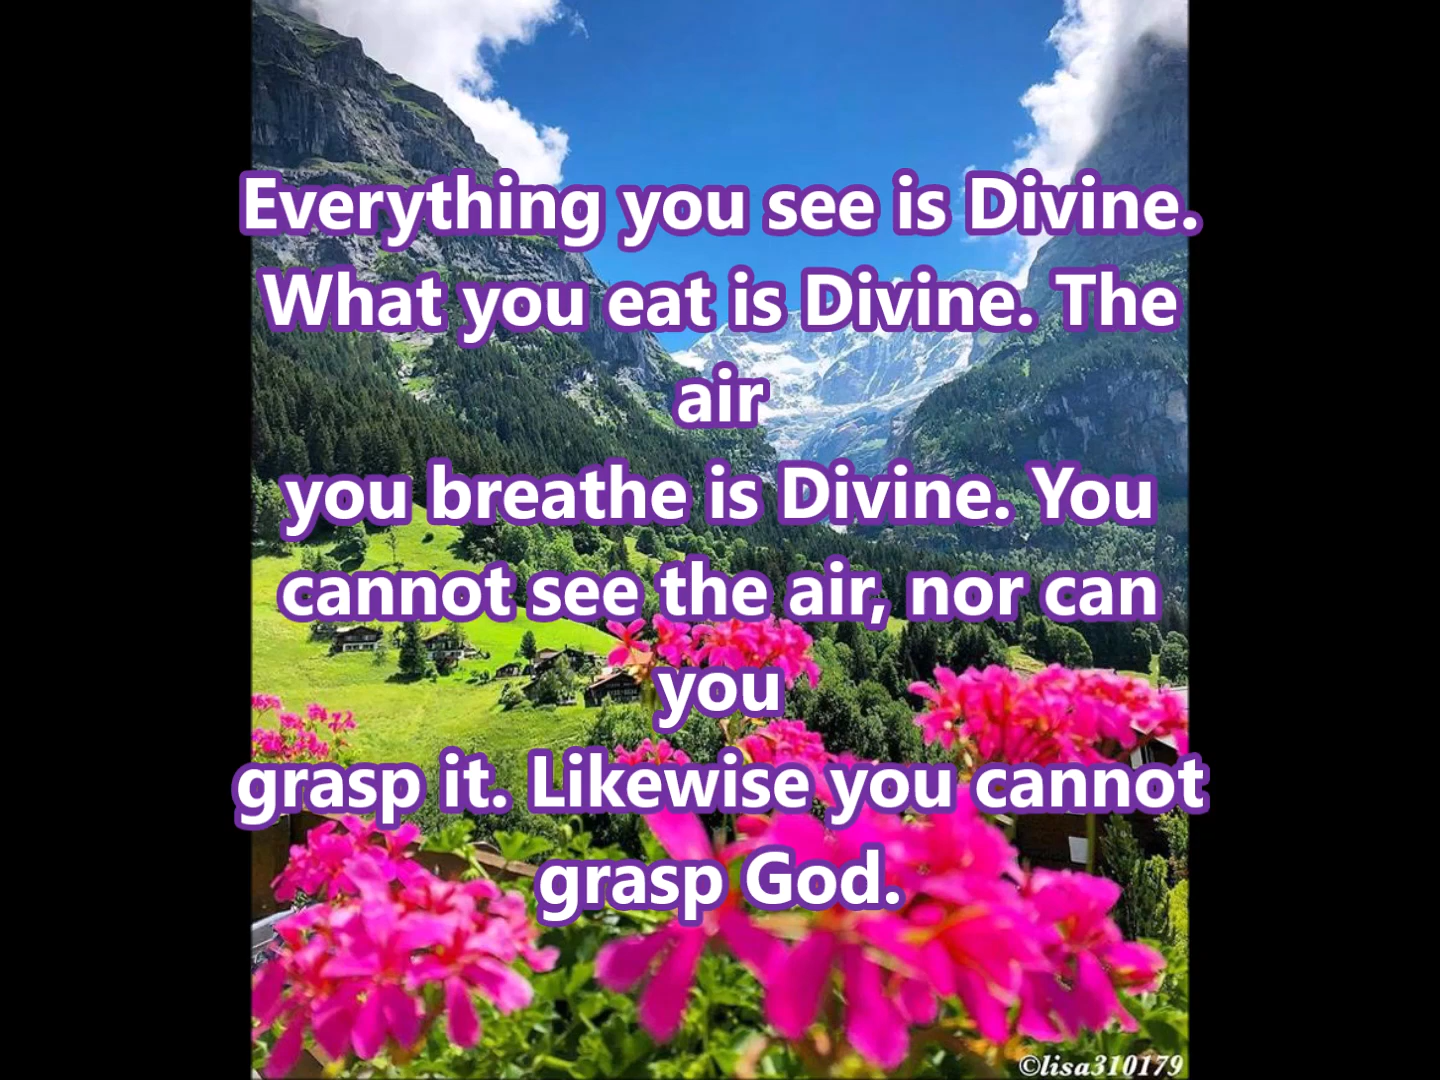 Everything you see is Divine.
What you eat is Divine. The
air
you breathe is Divine. You
cannot see the air, nor can
you
grasp it. Likewise you cannot
grasp God.
©lisa310179